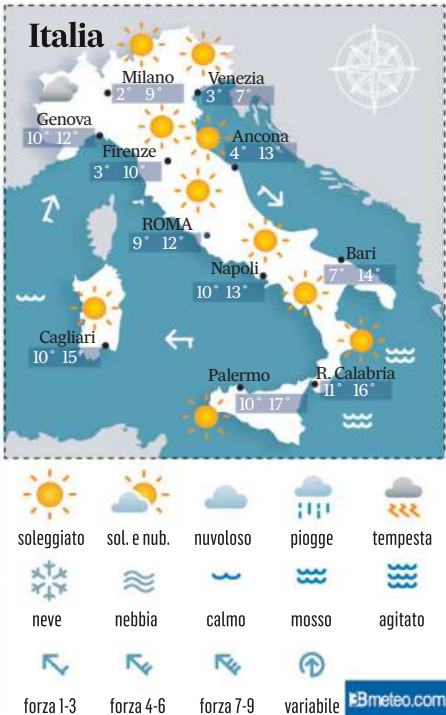 Italia
Milano
2° 9°
Venezia
3° 7°
Genova
10° 12°
Firenze
3° 10°
Ancona
4° 13°
ROMA
9° 12°
Napoli
10° 13°
Bari
7° 14°
Cagliari
10° 15
Palermo
10° 17°
R. Calabria
11° 16°
soleggiato sol. e nub. nuvoloso piogge tempesta
neve nebbia calmo mosso agitato
forza 1-3 forza 4-6 forza 7-9 variabile
3Bmeteo.com